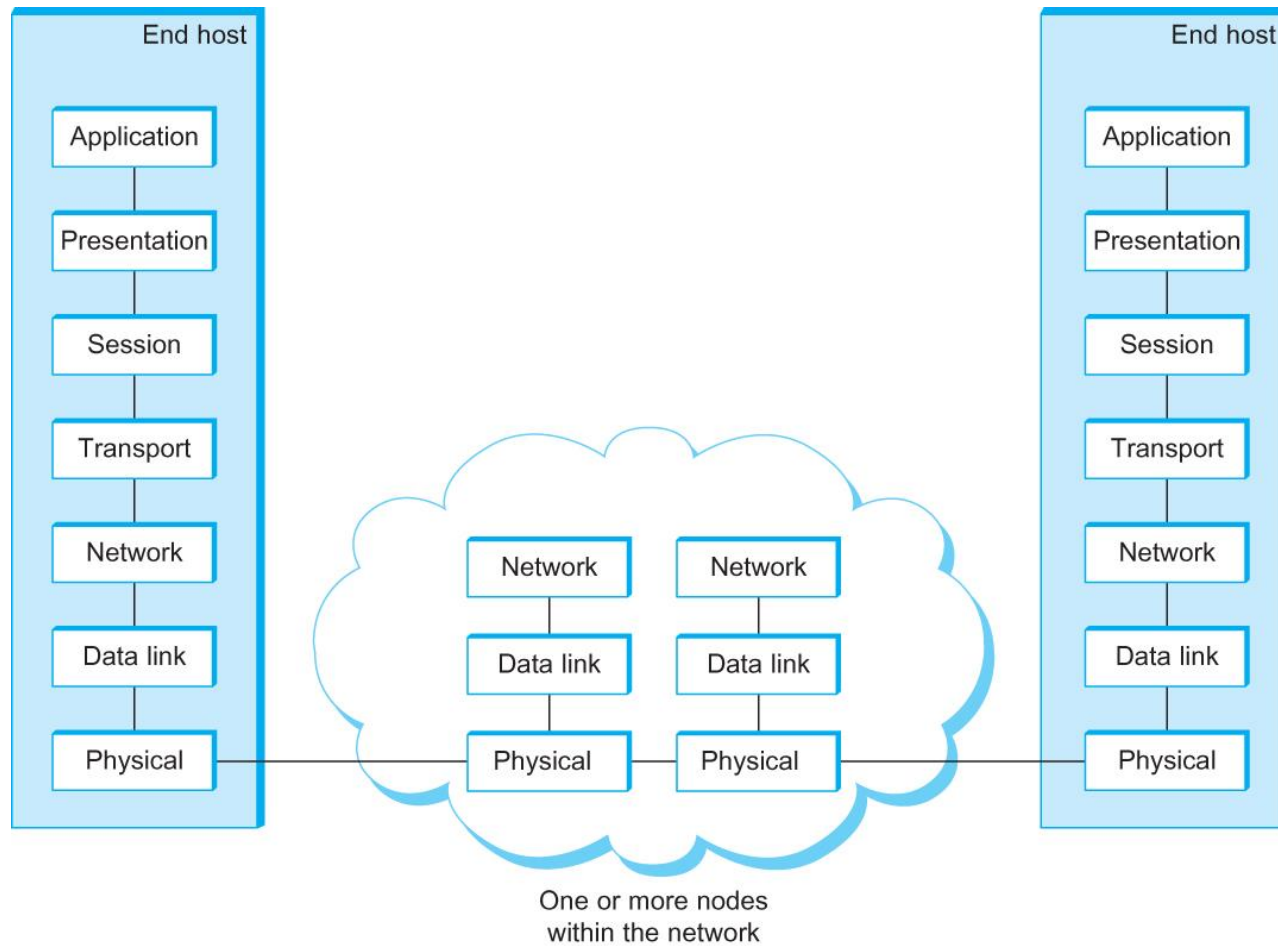 End host
Application
Presentation
Session
Transport
Network
Data link
Physical
Network
Data link
Physical
Network
Data link
Physical
One or more nodes
within the network
End host
Application
Presentation
Session
Transport
Network
Data link
Physical